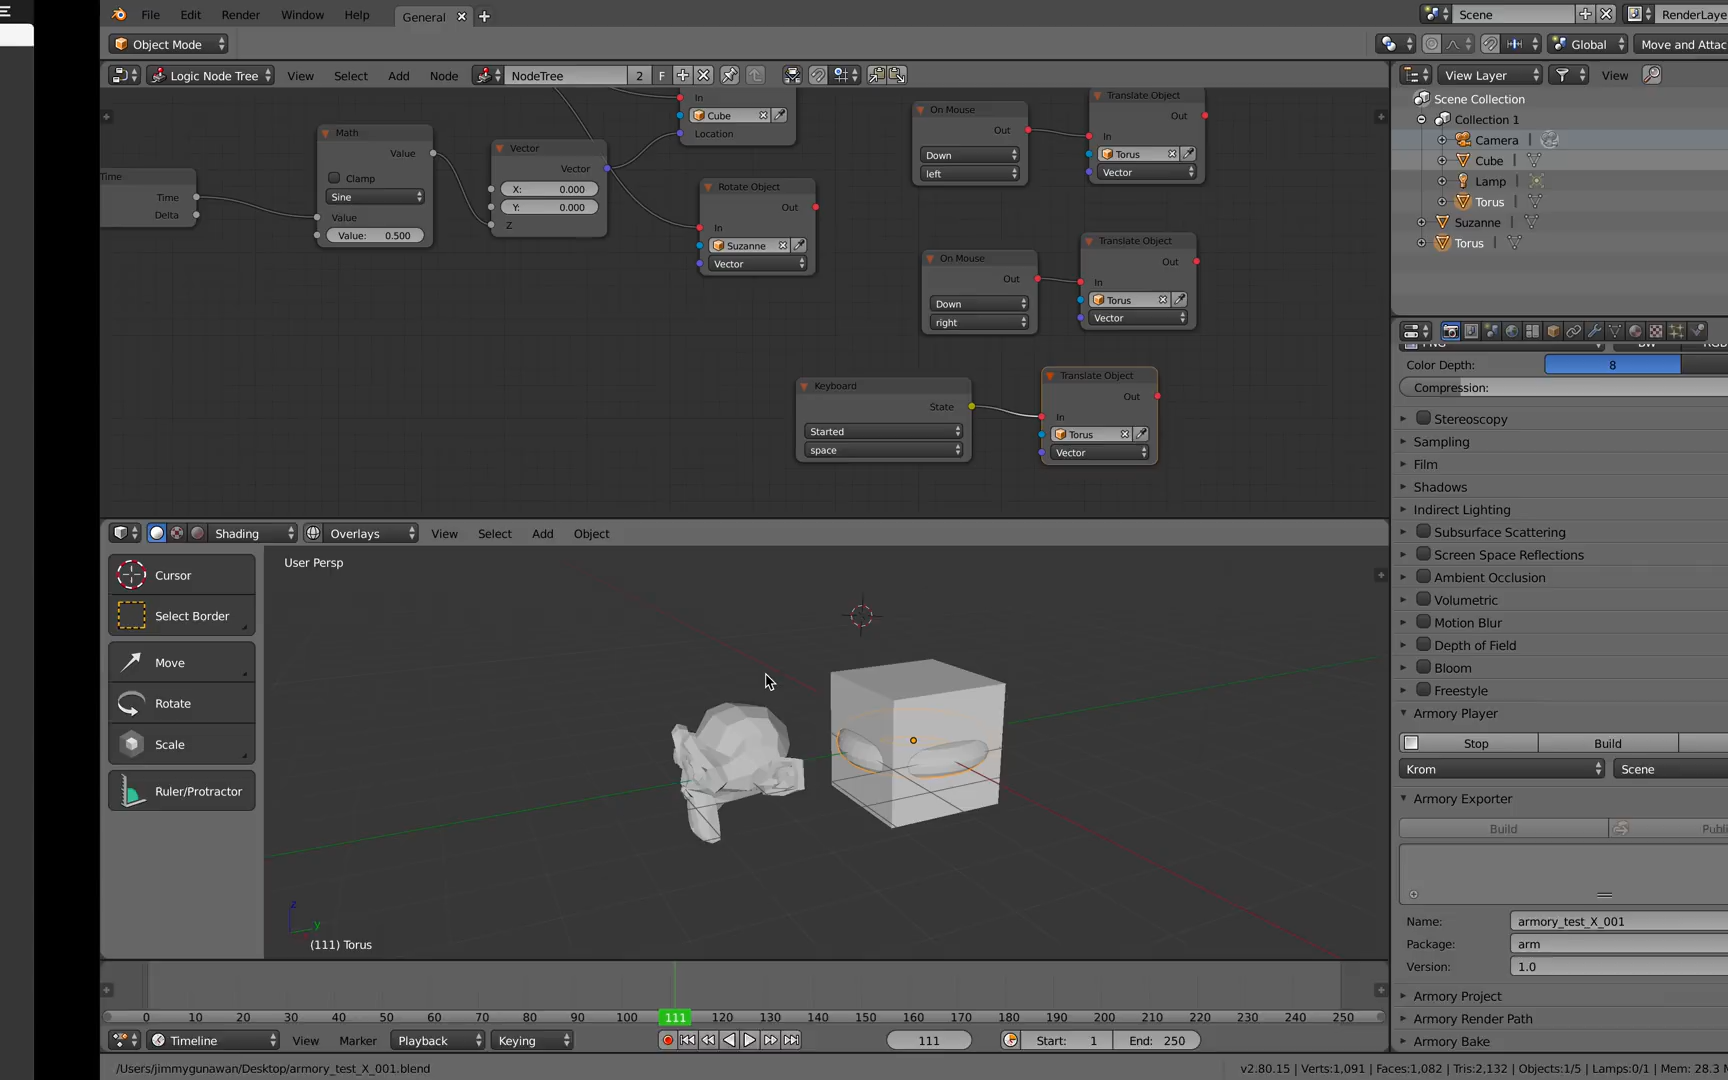 File Edit Render Window Help General Scene RenderLaye
Object Mode Global Move and Attac
Logic Node Tree View Select Add Node NodeTree 2 F View Layer View
Time
Time
Delta
Math
Value
Clamp
Sine
Value
Value: 0.500
Vector
Vector
X: 0.000
Y: 0.000
Z
In
Cube
Location
Rotate Object
Out
In
Suzanne
Vector
On Mouse
Out
Down
left
Translate Object
Out
In
Torus
Vector
On Mouse
Out
Down
right
Translate Object
Out
In
Torus
Vector
Keyboard
State
Started
space
Translate Object
Out
In
Torus
Vector
Scene Collection
Collection 1
Camera
Cube
Lamp
Torus
Suzanne
Torus
Color Depth: 8
Compression:
Stereoscopy
Sampling
Film
Shadows
Indirect Lighting
Subsurface Scattering
Screen Space Reflections
Ambient Occlusion
Volumetric
Motion Blur
Depth of Field
Bloom
Freestyle
Armory Player
Stop Build
Krom Scene
Armory Exporter
Build Publi
Name: armory_test_X_001
Package: arm
Version: 1.0
Armory Project
Armory Render Path
Armory Bake
Shading Overlays View Select Add Object
Cursor
Select Border
Move
Rotate
Scale
Ruler/Protractor
User Persp
z
y
(111) Torus
0 10 20 30 40 50 60 70 80 90 100 111 120 130 140 150 160 170 180 190 200 210 220 230 240 250
Timeline View Marker Playback Keying 111 Start: 1 End: 250
/Users/jimmygunawan/Desktop/armory_test_X_001.blend
v2.80.15 | Verts:1,091 | Faces:1,082 | Tris:2,132 | Objects:1/5 | Lamps:0/1 | Mem: 28.3